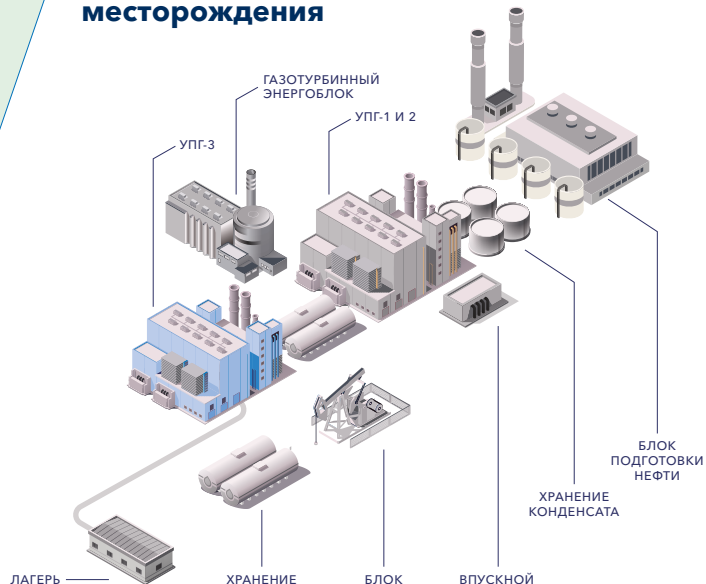 месторождения
ГАЗОТУРБИННЫЙ
ЭНЕРГОБЛОК
УПГ-1 И 2
УПГ-3
БЛОК
ПОДГОТОВКИ
НЕФТИ
ХРАНЕНИЕ
КОНДЕНСАТА
ЛАГЕРЬ
ХРАНЕНИЕ
БЛОК
ВПУСКНОЙ